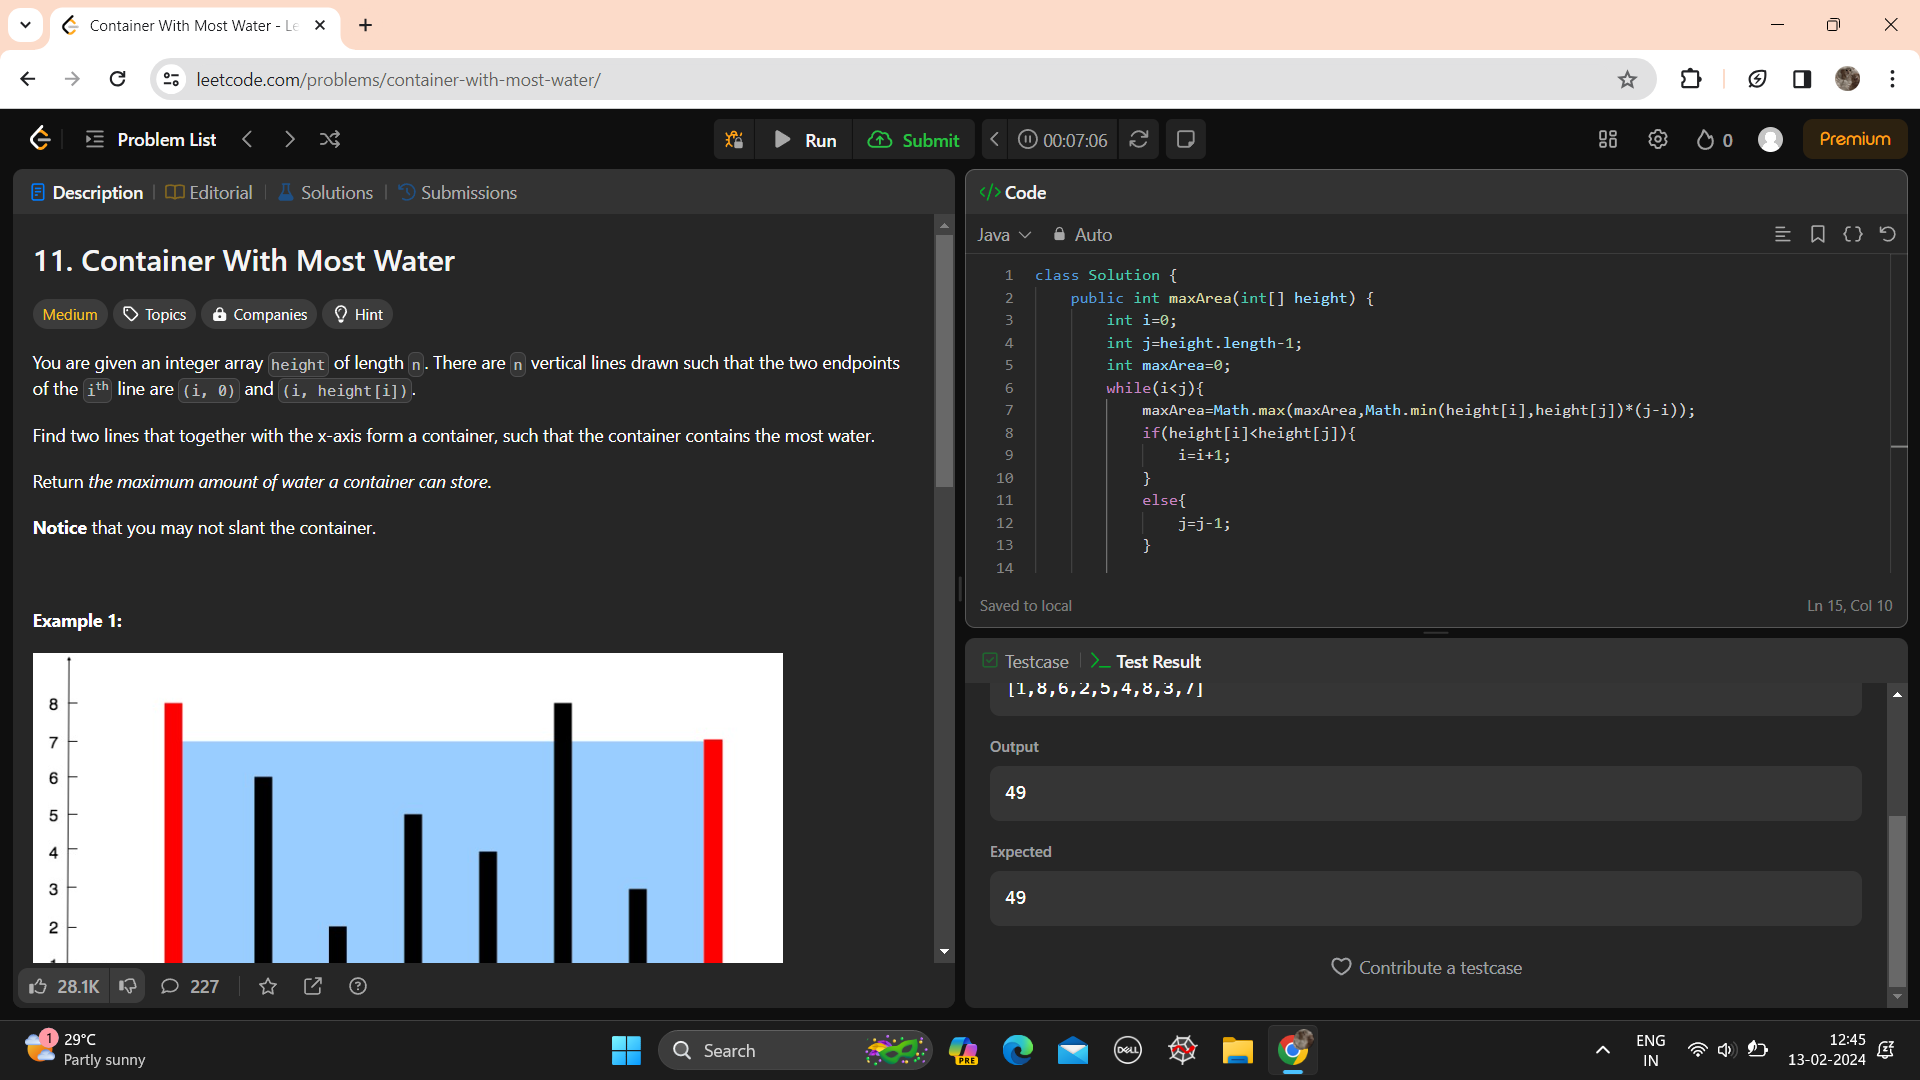 Container With Most Water - Le
leetcode.com/problems/container-with-most-water/
Problem List
Run
Submit
00:07:06
0
Premium
Description
Editorial
Solutions
Submissions
11. Container With Most Water
Medium
Topics
Companies
Hint
You are given an integer array height of length n. There are n vertical lines drawn such that the two endpoints
of the ith line are (i, 0) and (i, height[i]).
Find two lines that together with the x-axis form a container, such that the container contains the most water.
Return the maximum amount of water a container can store.
Notice that you may not slant the container.
Example 1:
8
7
6
5
4
3
2
28.1K
227
</> Code
Java
Auto
1 class Solution {
2 public int maxArea(int[] height) {
3 int i=0;
4 int j=height.length-1;
5 int maxArea=0;
6 while(i<j){
7 maxArea=Math.max(maxArea,Math.min(height[i],height[j])*(j-i));
8 if(height[i]<height[j]){
9 i=i+1;
10 }
11 else{
12 j=j-1;
13 }
14
Saved to local
Ln 15, Col 10
Testcase
Test Result
[1,8,6,2,5,4,8,3,7]
Output
49
Expected
49
Contribute a testcase
1
29°C
Partly sunny
Search
PRE
DELL
ENG
IN
12:45
13-02-2024